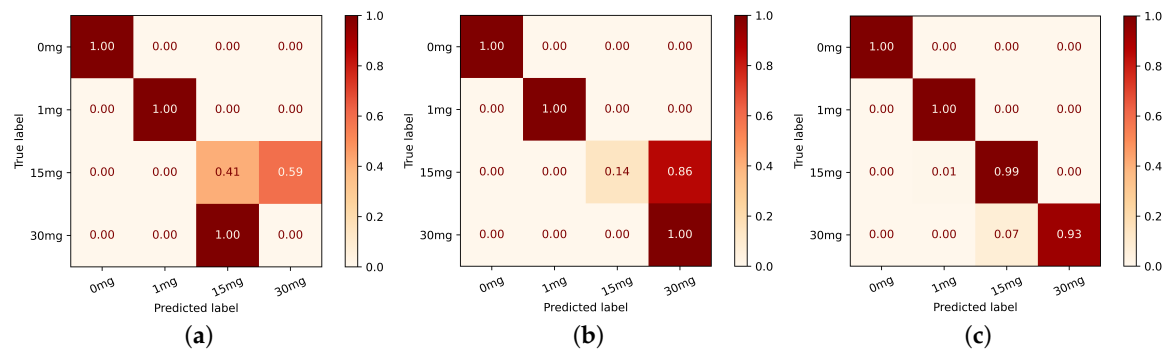 True label
0mg
1mg
15mg
30mg
1.00 0.00 0.00 0.00
0.00 1.00 0.00 0.00
0.00 0.00 0.41 0.59
0.00 0.00 1.00 0.00
0mg 1mg 15mg 30mg
Predicted label
1.0
0.8
0.6
0.4
0.2
0.0
(a)
True label
0mg
1mg
15mg
30mg
1.00 0.00 0.00 0.00
0.00 1.00 0.00 0.00
0.00 0.00 0.14 0.86
0.00 0.00 0.00 1.00
0mg 1mg 15mg 30mg
Predicted label
1.0
0.8
0.6
0.4
0.2
0.0
(b)
True label
0mg
1mg
15mg
30mg
1.00 0.00 0.00 0.00
0.00 1.00 0.00 0.00
0.00 0.01 0.99 0.00
0.00 0.00 0.07 0.93
0mg 1mg 15mg 30mg
Predicted label
1.0
0.8
0.6
0.4
0.2
0.0
(c)